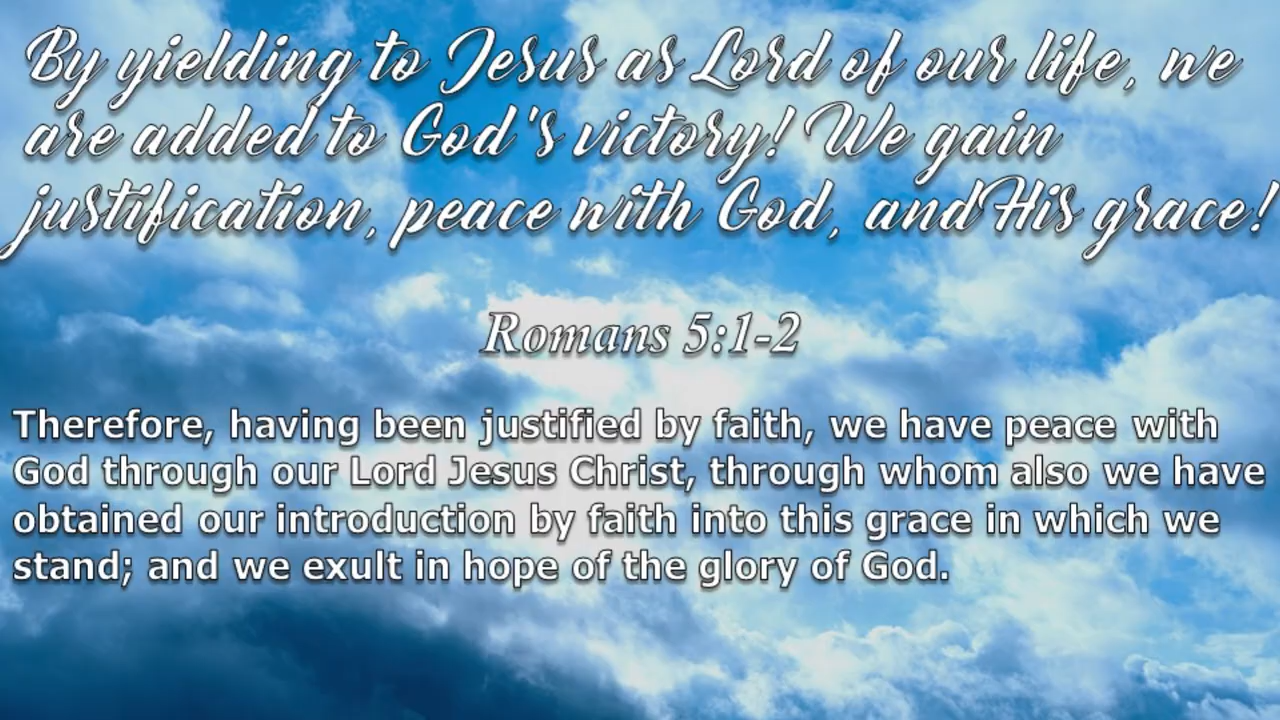 By yielding to Jesus as Lord of our life, we
are added to God's victory! We gain
justification, peace with God, and His grace!
Romans 5:1-2
Therefore, having been justified by faith, we have peace with
God through our Lord Jesus Christ, through whom also we have
obtained our introduction by faith into this grace in which we
stand; and we exult in hope of the glory of God.